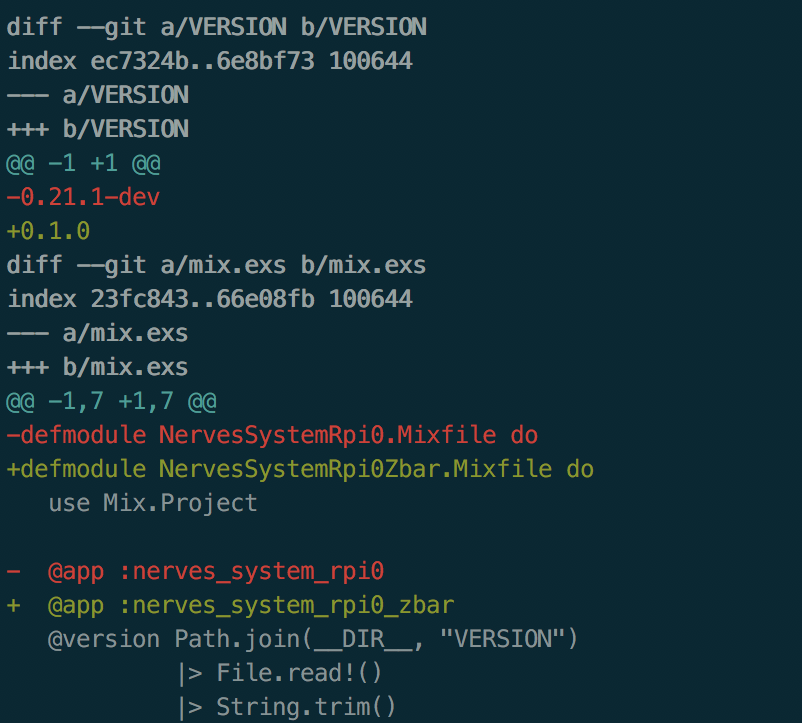 diff --git a/VERSION b/VERSION
index ec7324b..6e8bf73 100644
--- a/VERSION
+++ b/VERSION
@@ -1 +1 @@
-0.21.1-dev
+0.1.0
diff --git a/mix.exs b/mix.exs
index 23fc843..66e08fb 100644
--- a/mix.exs
+++ b/mix.exs
@@ -1,7 +1,7 @@
-defmodule NervesSystemRpi0.Mixfile do
+defmodule NervesSystemRpi0Zbar.Mixfile do
   use Mix.Project

-  @app :nerves_system_rpi0
+  @app :nerves_system_rpi0_zbar
   @version Path.join(__DIR__, "VERSION")
            |> File.read!()
            |> String.trim()